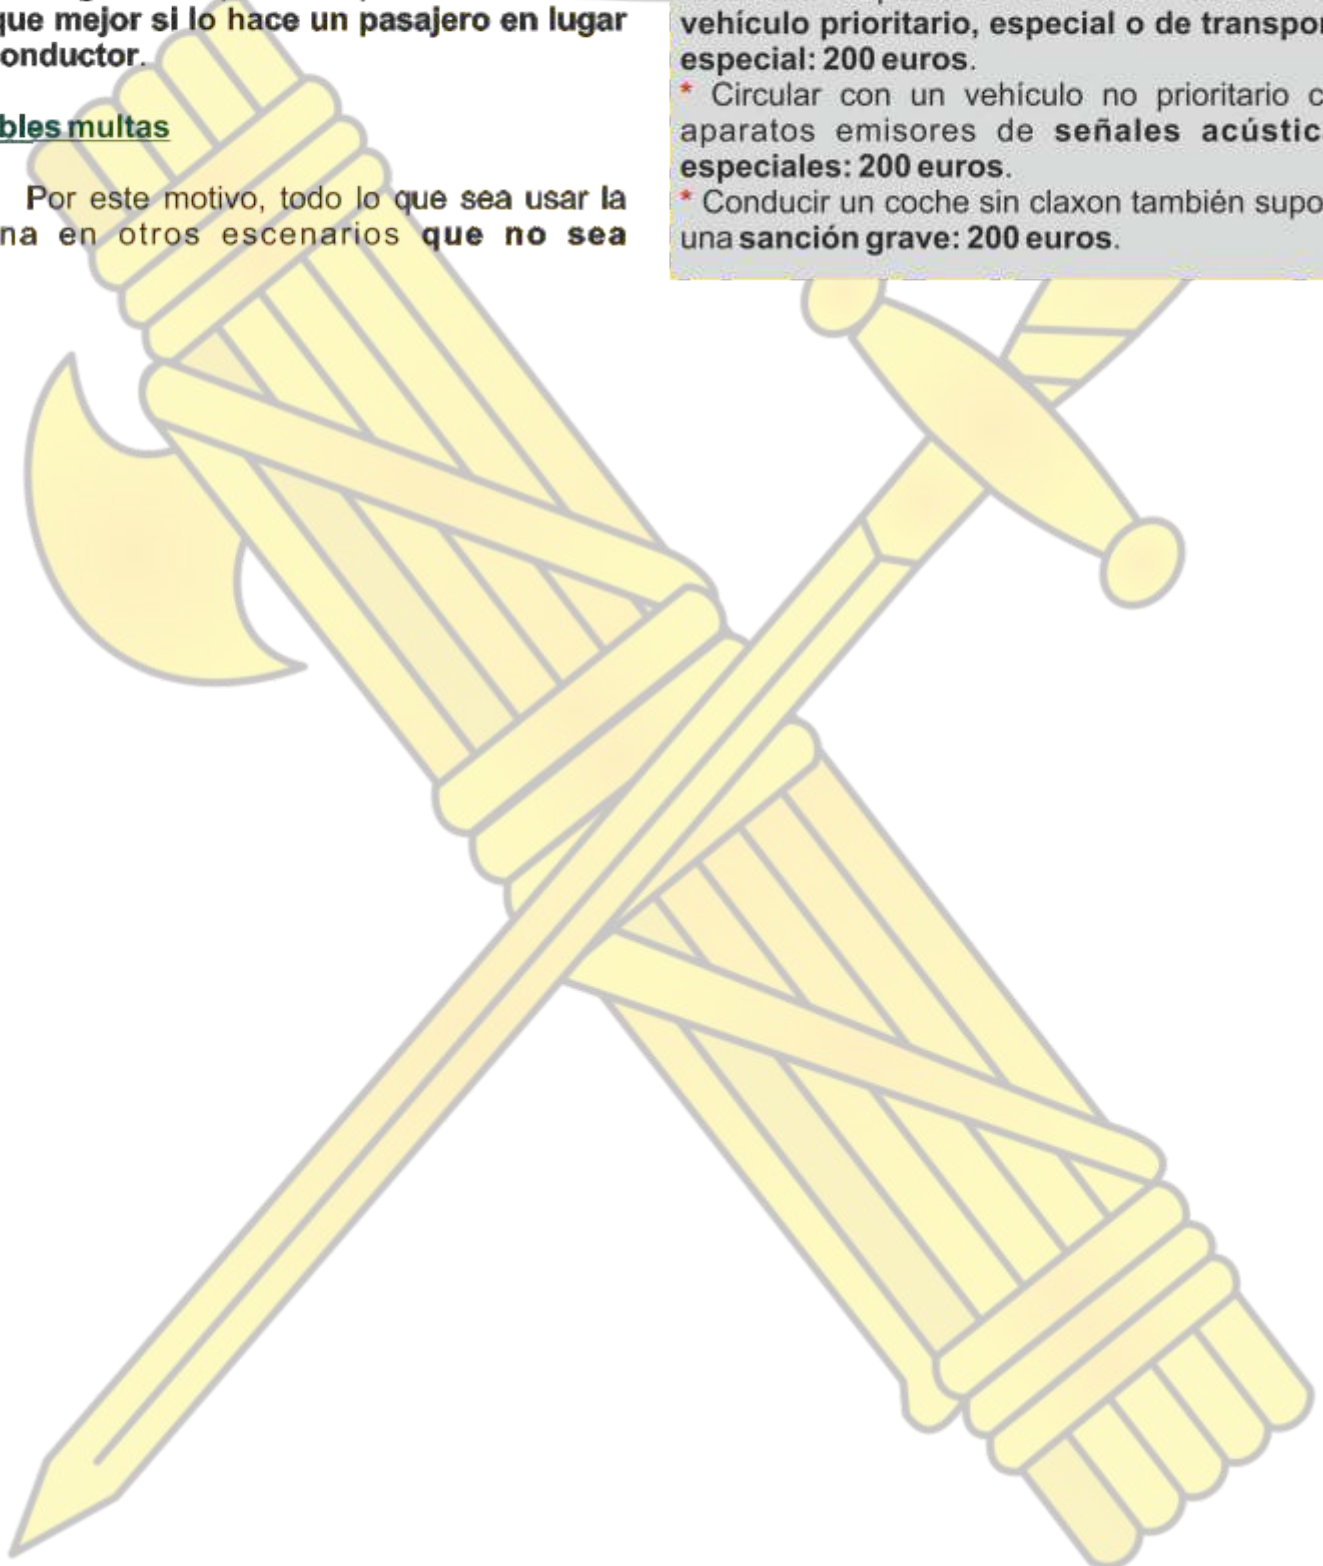 que mejor si lo hace un pasajero en lugar
onductor.
bles multas
Por este motivo, todo lo que sea usar la
na en otros escenarios que no sea
vehículo prioritario, especial o de transpor
especial: 200 euros.
* Circular con un vehículo no prioritario c
aparatos emisores de señales acústic
especiales: 200 euros.
* Conducir un coche sin claxon también supo
una sanción grave: 200 euros.